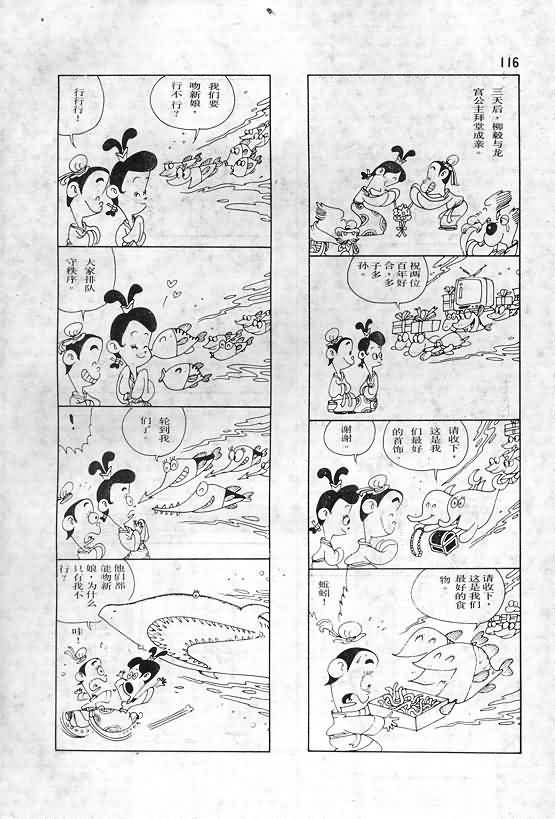 116
三天后，柳毅与龙
宫公主拜堂成亲。
祝两位
百年好
合，多
子多
孙。
请收下，
这是我
们最好
的首饰
谢谢。
请收下，
这是我们
最好的食
物。
蚯蚓！
我们要
吻新娘，
行不行？
行行行！
大家排队
守秩序。
轮到我
们了
！
他们都
能吻新
娘，为什么
只有我不
行？
哇！